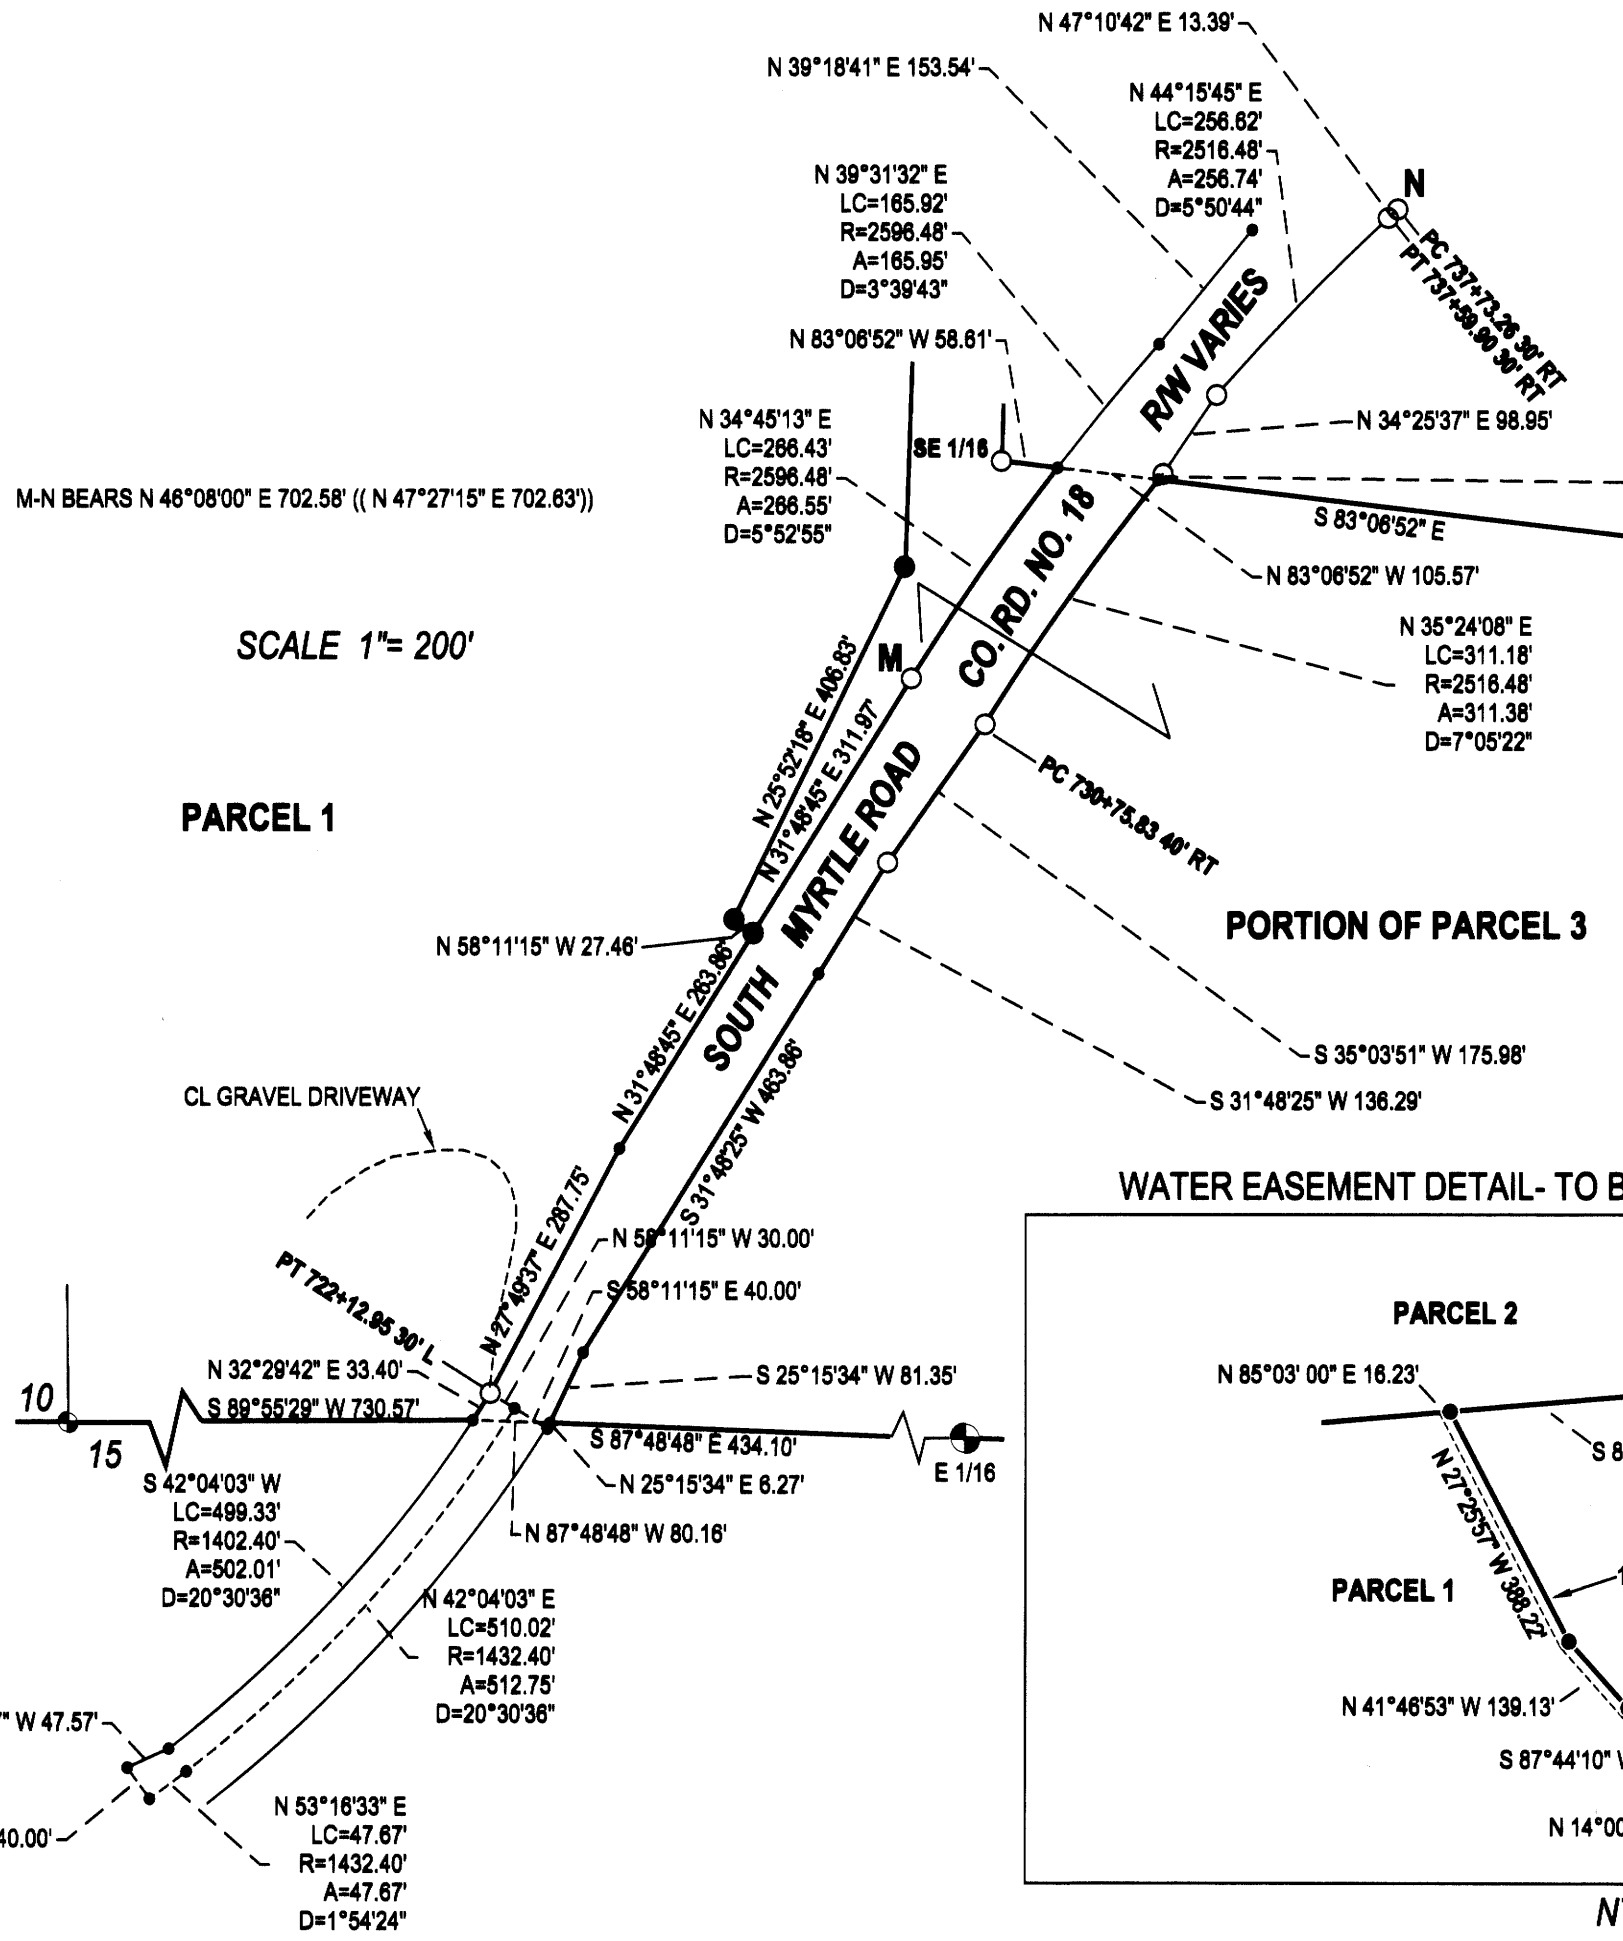 N 47°10'42" E 13.39'
N 39°18'41" E 153.54'
N 44°15'45" E
LC=256.62'
R=2516.48'
A=256.74'
D=5°50'44"
N 39°31'32" E
LC=165.92'
R=2596.48'
A=165.95'
D=3°39'43"
N
PC 737+73.26 30' RT
PT 737+59.90 30' RT
R/W VARIES
N 83°06'52" W 58.61'
N 34°45'13" E
LC=266.43'
R=2596.48'
A=266.55'
D=5°52'55"
SE 1/16
N 34°25'37" E 98.95'
M-N BEARS N 46°08'00" E 702.58' (( N 47°27'15" E 702.63'))
S 83°06'52" E
N 83°06'52" W 105.57'
CO. RD. NO. 18
SCALE 1"= 200'
N 35°24'08" E
LC=311.18'
R=2516.48'
A=311.38'
D=7°05'22"
M
N 25°52'18" E 406.83'
N 31°48'45" E 311.97'
PARCEL 1
PC 730+75.83 40' RT
SOUTH MYRTLE ROAD
PORTION OF PARCEL 3
N 58°11'15" W 27.46'
N 31°48'45" E 263.86'
S 35°03'51" W 175.98'
S 31°48'25" W 136.29'
CL GRAVEL DRIVEWAY
S 31°48'25" W 463.86'
WATER EASEMENT DETAIL- TO B
N 27°49'37" E 287.75'
N 58°11'15" W 30.00'
S 58°11'15" E 40.00'
PT 722+12.95 30' L
N 32°29'42" E 33.40'
S 25°15'34" W 81.35'
10
S 89°55'29" W 730.57'
15
S 87°48'48" E 434.10'
E 1/16
N 25°15'34" E 6.27'
N 87°48'48" W 80.16'
S 42°04'03" W
LC=499.33'
R=1402.40'
A=502.01'
D=20°30'36"
N 42°04'03" E
LC=510.02'
R=1432.40'
A=512.75'
D=20°30'36"
" W 47.57'
40.00'
N 53°16'33" E
LC=47.67'
R=1432.40'
A=47.67'
D=1°54'24"
PARCEL 2
N 85°03' 00" E 16.23'
S 8
N 27°25'57" W 388.22'
1
PARCEL 1
N 41°46'53" W 139.13'
S 87°44'10" W
N 14°00